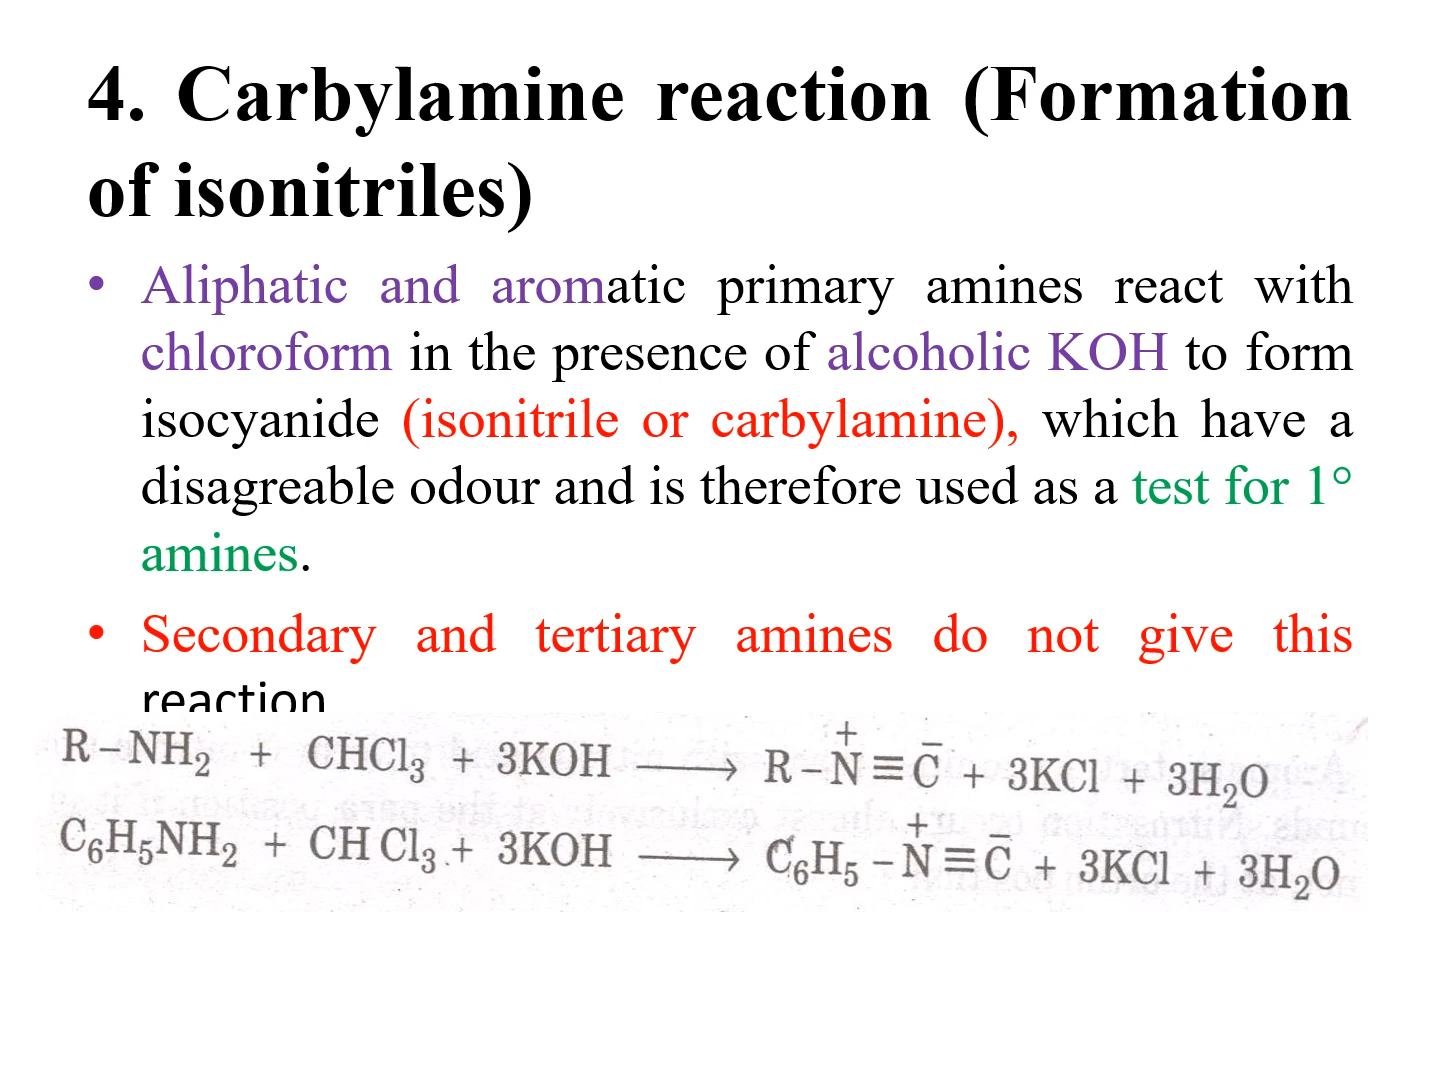 4. Carbylamine reaction (Formation
of isonitriles)
• Aliphatic and aromatic primary amines react with
chloroform in the presence of alcoholic KOH to form
isocyanide (isonitrile or carbylamine), which have a
disagreable odour and is therefore used as a test for 1°
amines.
• Secondary and tertiary amines do not give this
reaction
R–NH₂ + CHCl₃ + 3KOH ⟶ R–N⁺≡C⁻ + 3KCl + 3H₂O
C₆H₅NH₂ + CH Cl₃ + 3KOH ⟶ C₆H₅–N⁺≡C⁻ + 3KCl + 3H₂O